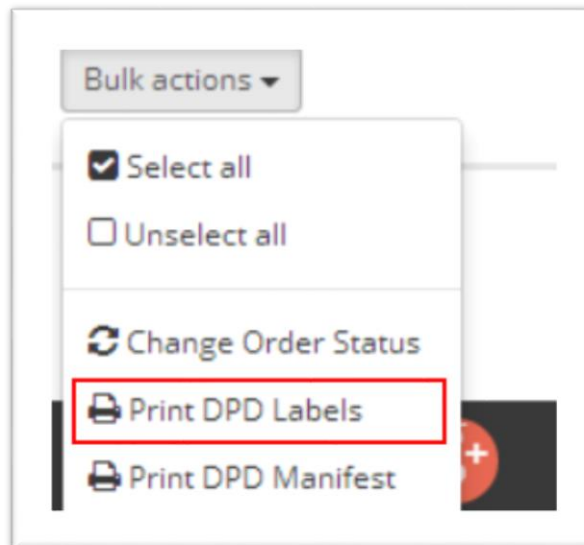 Bulk actions
Select all
Unselect all
Change Order Status
Print DPD Labels
Print DPD Manifest
+